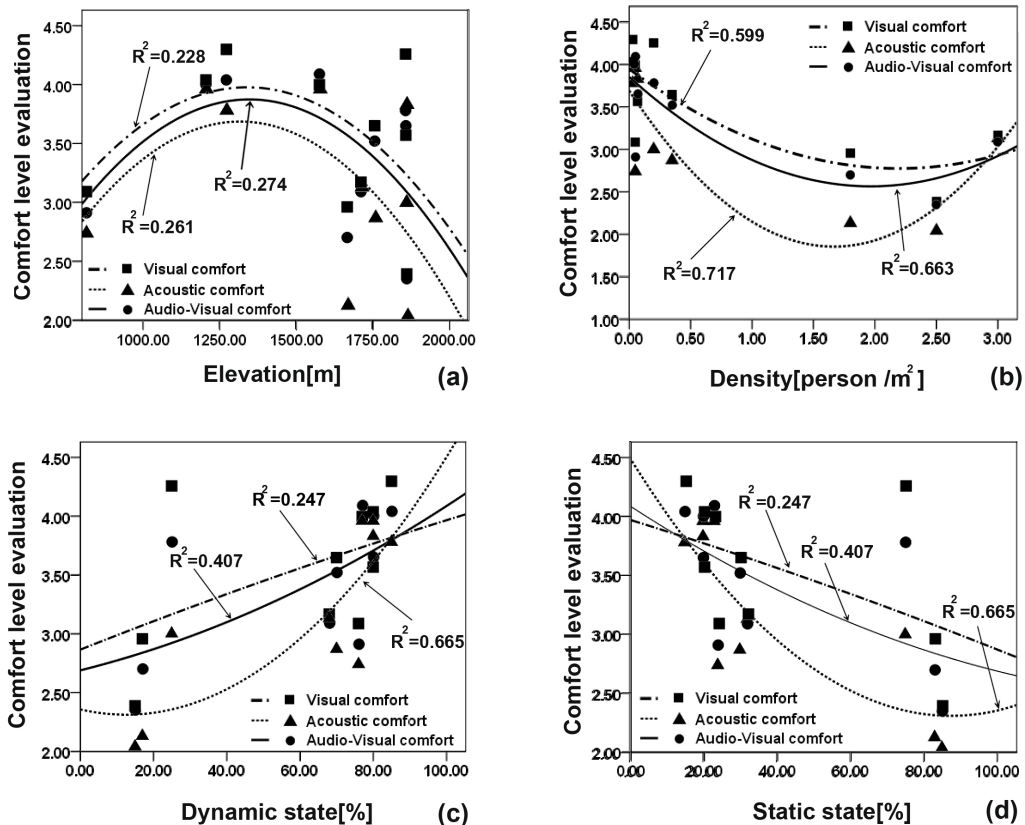 4.50
4.00
3.50
3.00
2.50
2.00
Comfort level evaluation
R²=0.228
R²=0.274
R²=0.261
Visual comfort
Acoustic comfort
Audio-Visual comfort
1000.00 1250.00 1500.00 1750.00 2000.00
Elevation[m] (a)
4.50
4.00
3.50
3.00
2.50
2.00
1.50
1.00
Comfort level evaluation
R²=0.599
Visual comfort
Acoustic comfort
Audio-Visual comfort
R²=0.717
R²=0.663
0.00 0.50 1.00 1.50 2.00 2.50 3.00
Density[person /m²] (b)
4.50
4.00
3.50
3.00
2.50
2.00
Comfort level evaluation
R²=0.247
R²=0.407
R²=0.665
Visual comfort
Acoustic comfort
Audio-Visual comfort
0.00 20.00 40.00 60.00 80.00 100.00
Dynamic state[%] (c)
4.50
4.00
3.50
3.00
2.50
2.00
Comfort level evaluation
R²=0.247
R²=0.407
R²=0.665
Visual comfort
Acoustic comfort
Audio-Visual comfort
0.00 20.00 40.00 60.00 80.00 100.00
Static state[%] (d)